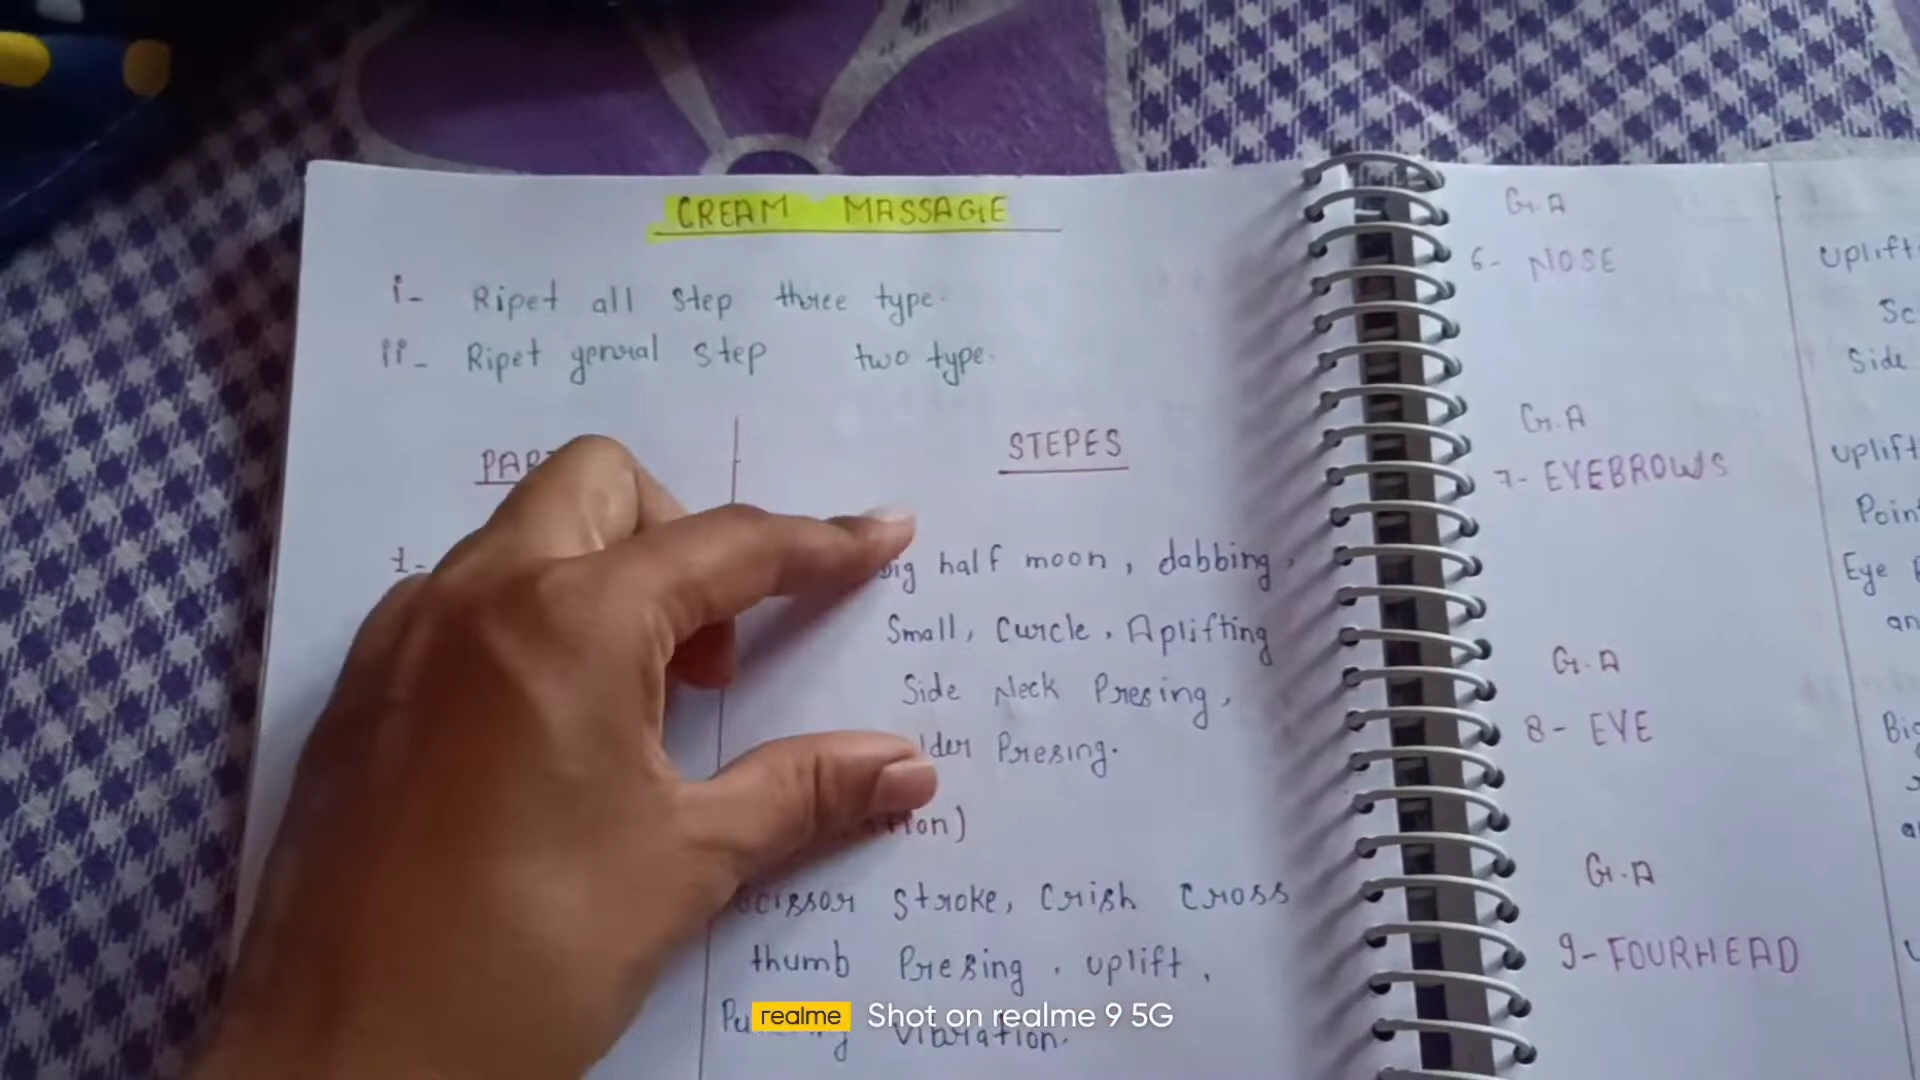 CREAM MASSAGE
i- Ripet all step three type.
ii- Ripet genral step two type.
STEPES
1-
half moon, dabbing,
Small, Curcle, Aplifting
Side Neck Presing,
Presing.
Scissor Stroke, Crish Cross
thumb Presing, uplift,
Vibration.
G.A
6- NOSE
G.A
7- EYEBROWS
G.A
8- EYE
G.A
9- FOURHEAD
Side
Eye
realme Shot on realme 9 5G